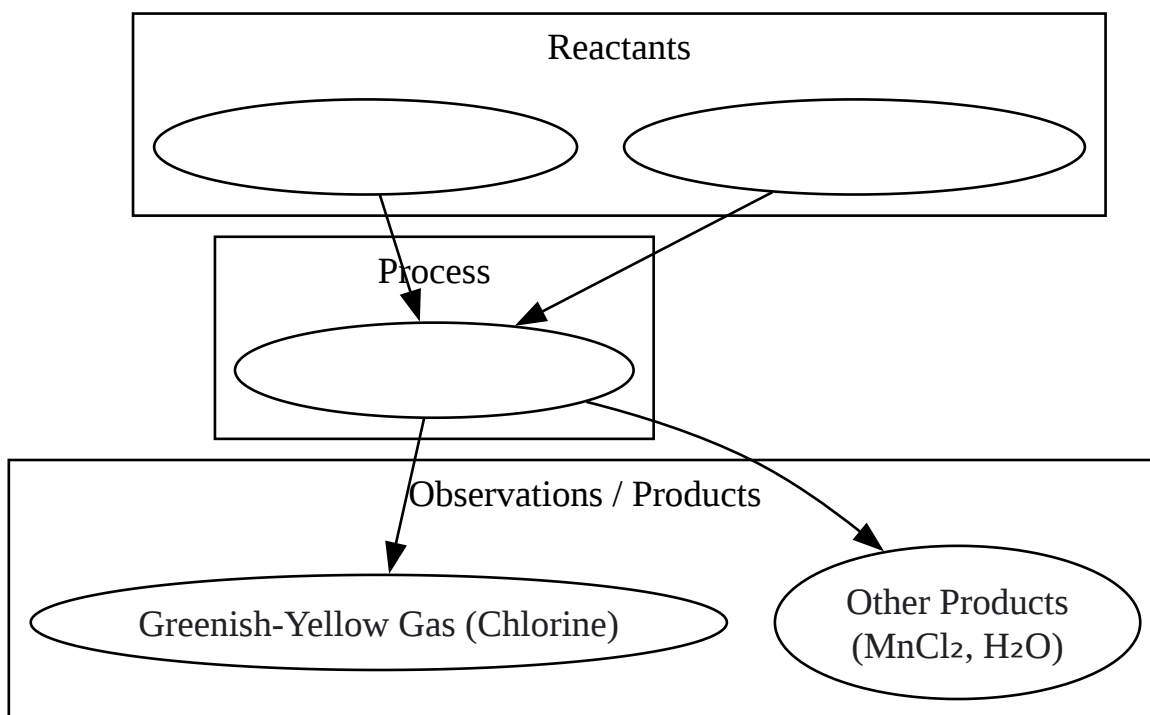 Reactants
Process
Observations / Products
Greenish-Yellow Gas (Chlorine)
Other Products
(MnCl₂, H₂O)